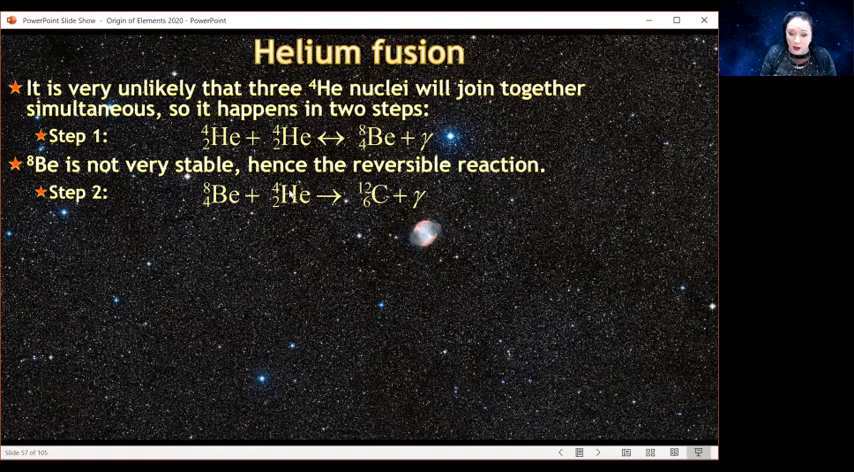 PowerPoint Slide Show - Origin of Elements 2020 - PowerPoint
Helium fusion
It is very unlikely that three ⁴He nuclei will join together
simultaneous, so it happens in two steps:
Step 1: ⁴₂He + ⁴₂He ↔ ⁸₄Be + γ
⁸Be is not very stable, hence the reversible reaction.
Step 2: ⁸₄Be + ⁴₂He → ¹²₆C + γ
Slide 57 of 105